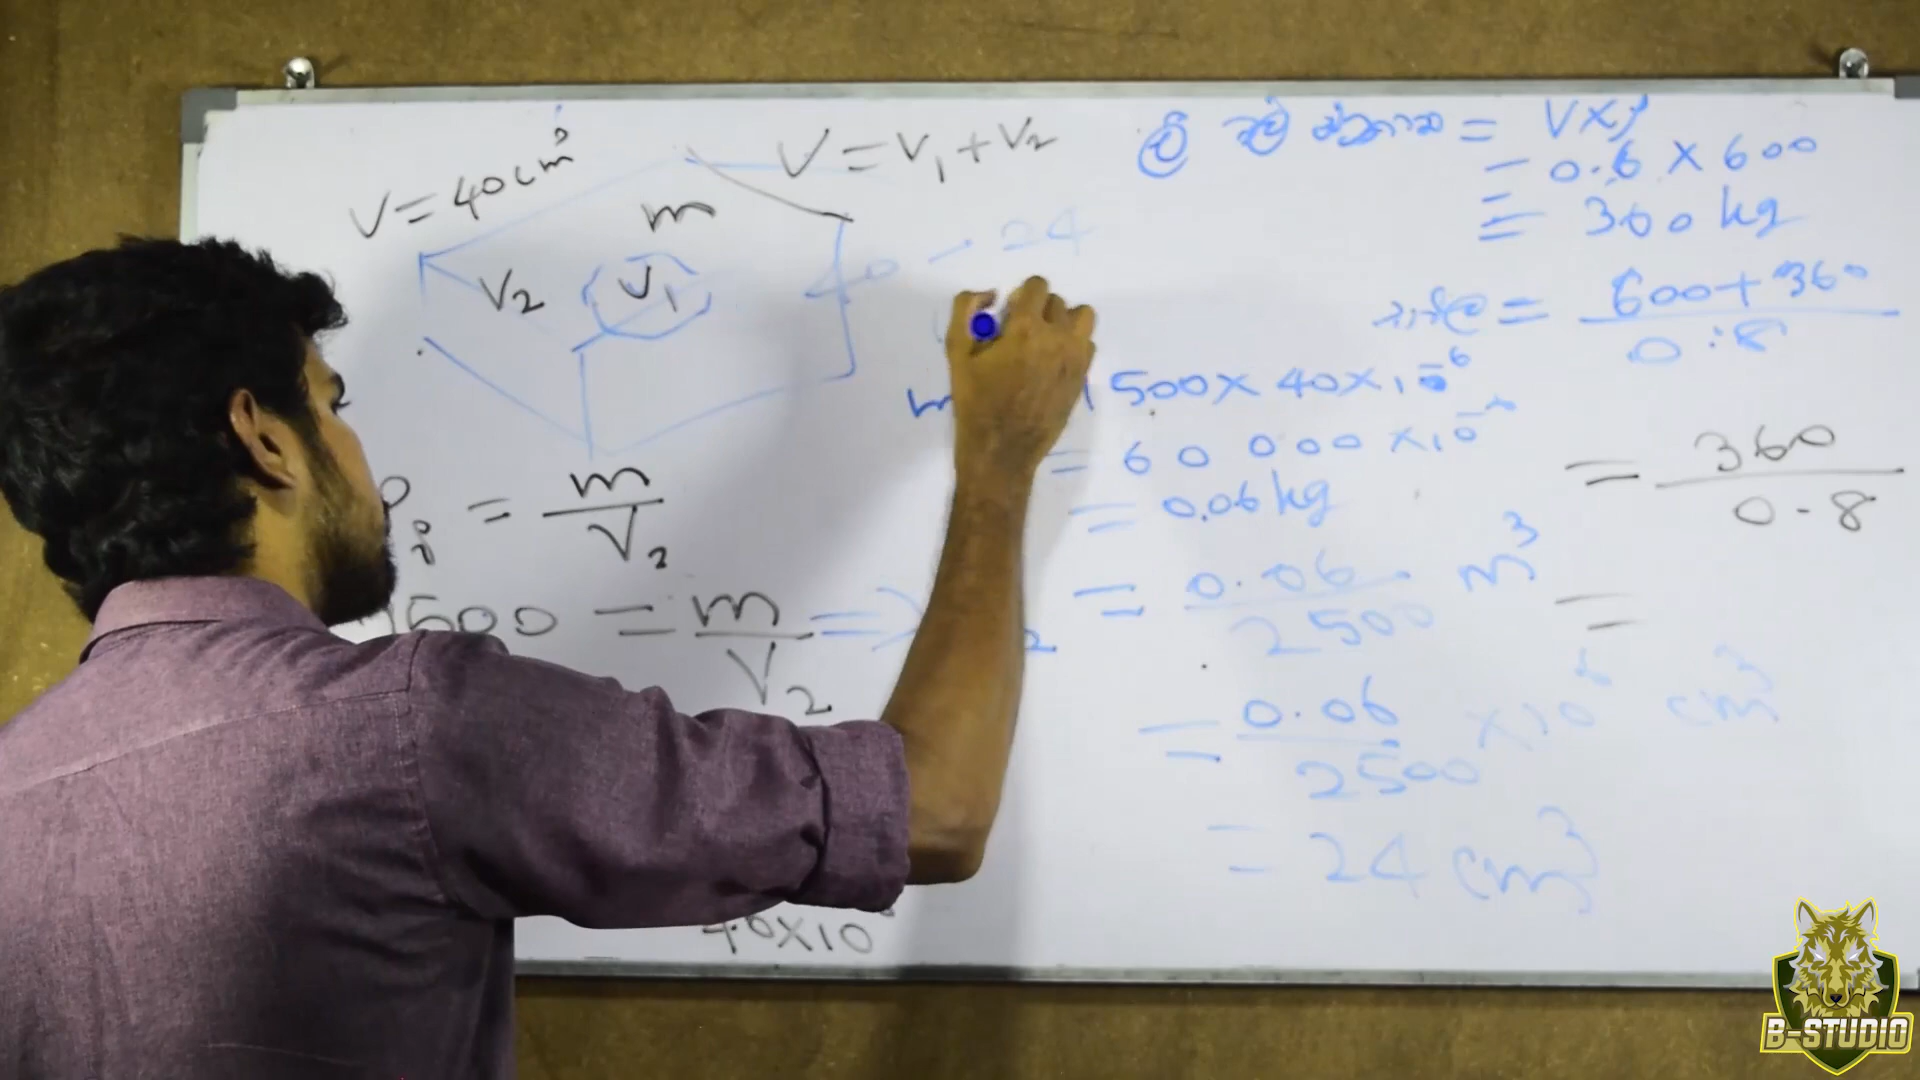 V = 40cm³
V = V₁ + V₂
m
V₂
V₁
40 - 24
= m / V₂
1500 = m / V₂ ⇒
40×10
= V×ρ
= 0.6 × 600
= 360 kg
= 600 + 360 / 0.8
m 1500 × 40 × 10⁻⁶
= 60 000 × 10⁻⁶
= 0.06 kg
= 0.06 / 2500 m³
= 0.06 / 2500 × 10⁶ cm³
= 24 cm³
= 360 / 0.8
=
B-STUDIO